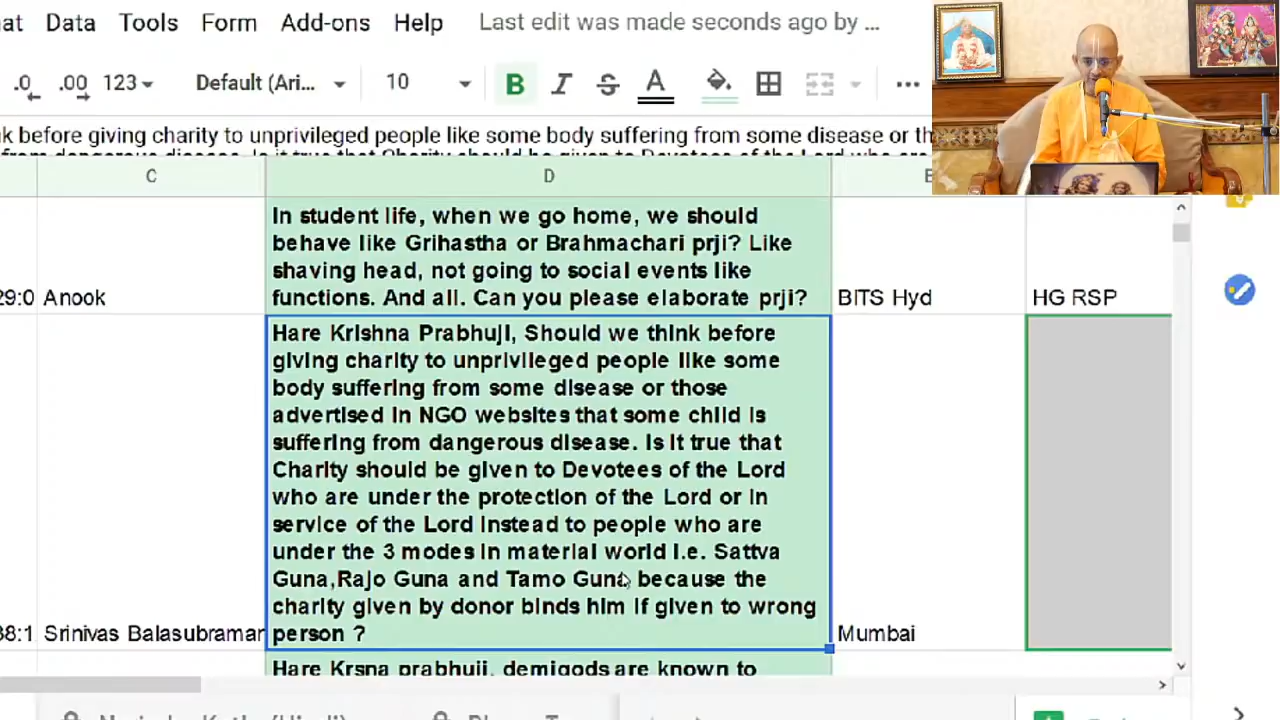 Data Tools Form Add-ons Help Last edit was made seconds ago by ...
.0 .00 123 Default (Ari... 10 B I S A
k before giving charity to unprivileged people like some body suffering from some disease or th
C D
In student life, when we go home, we should
behave like Grihastha or Brahmachari prji? Like
shaving head, not going to social events like
functions. And all. Can you please elaborate prji?
29:0 Anook BITS Hyd HG RSP
Hare Krishna Prabhuji, Should we think before
giving charity to unprivileged people like some
body suffering from some disease or those
advertised in NGO websites that some child is
suffering from dangerous disease. Is it true that
Charity should be given to Devotees of the Lord
who are under the protection of the Lord or in
service of the Lord instead to people who are
under the 3 modes in material world i.e. Sattva
Guna,Rajo Guna and Tamo Guna because the
charity given by donor binds him if given to wrong
person ?
38:1 Srinivas Balasubramar Mumbai
Hare Krsna prabhuji, demigods are known to